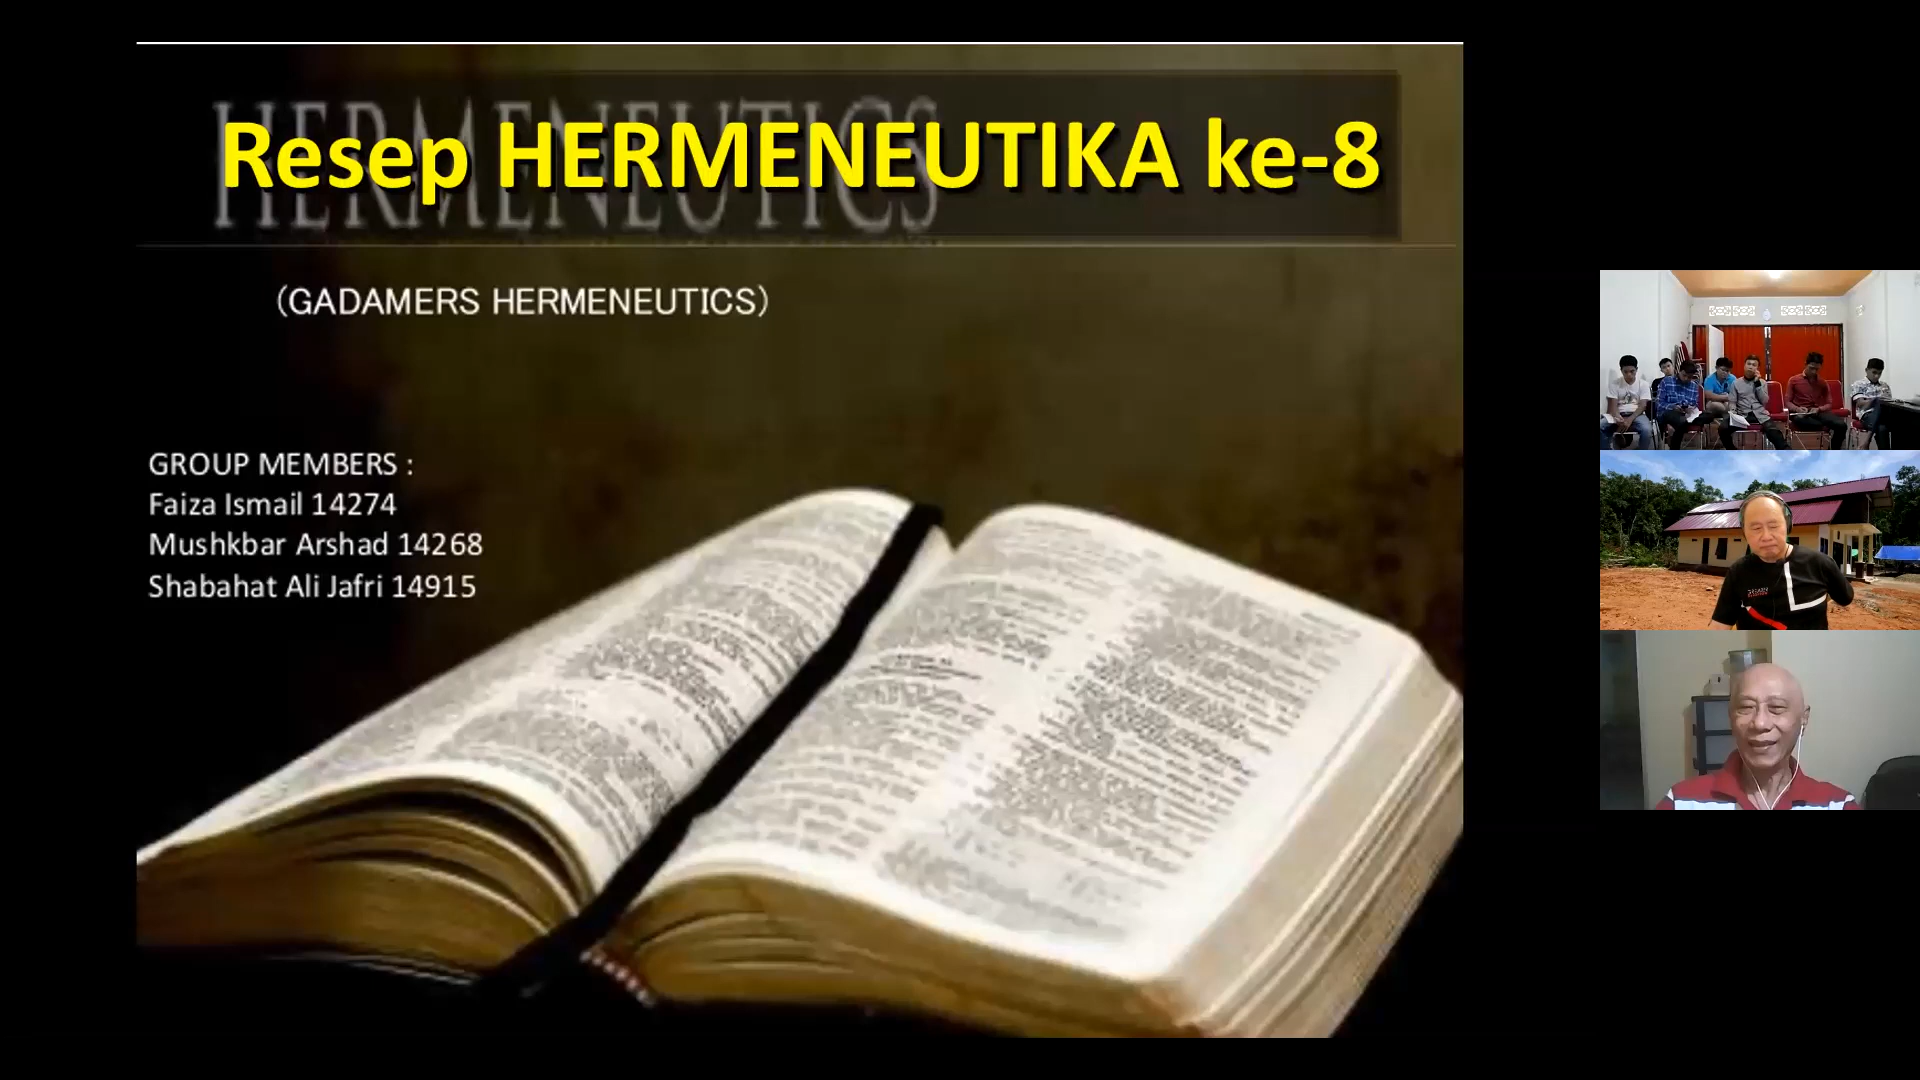 HERMENEUTICS
Resep HERMENEUTIKA ke-8
(GADAMERS HERMENEUTICS)
GROUP MEMBERS :
Faiza Ismail 14274
Mushkbar Arshad 14268
Shabahat Ali Jafri 14915